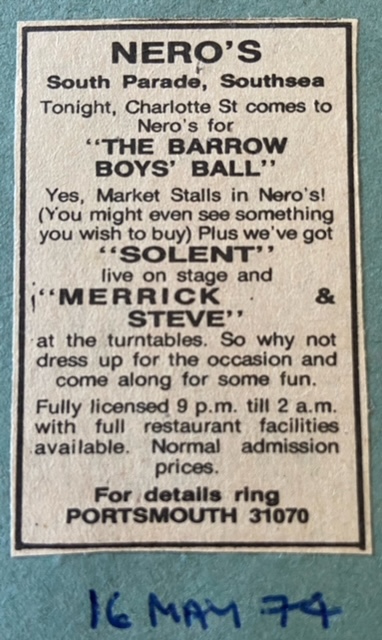 NERO'S
South Parade, Southsea
Tonight, Charlotte St comes to
Nero's for
"THE BARROW
BOYS' BALL"
Yes, Market Stalls in Nero's!
(You might even see something
you wish to buy) Plus we've got
"SOLENT"
live on stage and
"MERRICK &
STEVE"
at the turntables. So why not
dress up for the occasion and
come along for some fun.
Fully licensed 9 p.m. till 2 a.m.
with full restaurant facilities
available. Normal admission
prices.
For details ring
PORTSMOUTH 31070
16 MAY 74